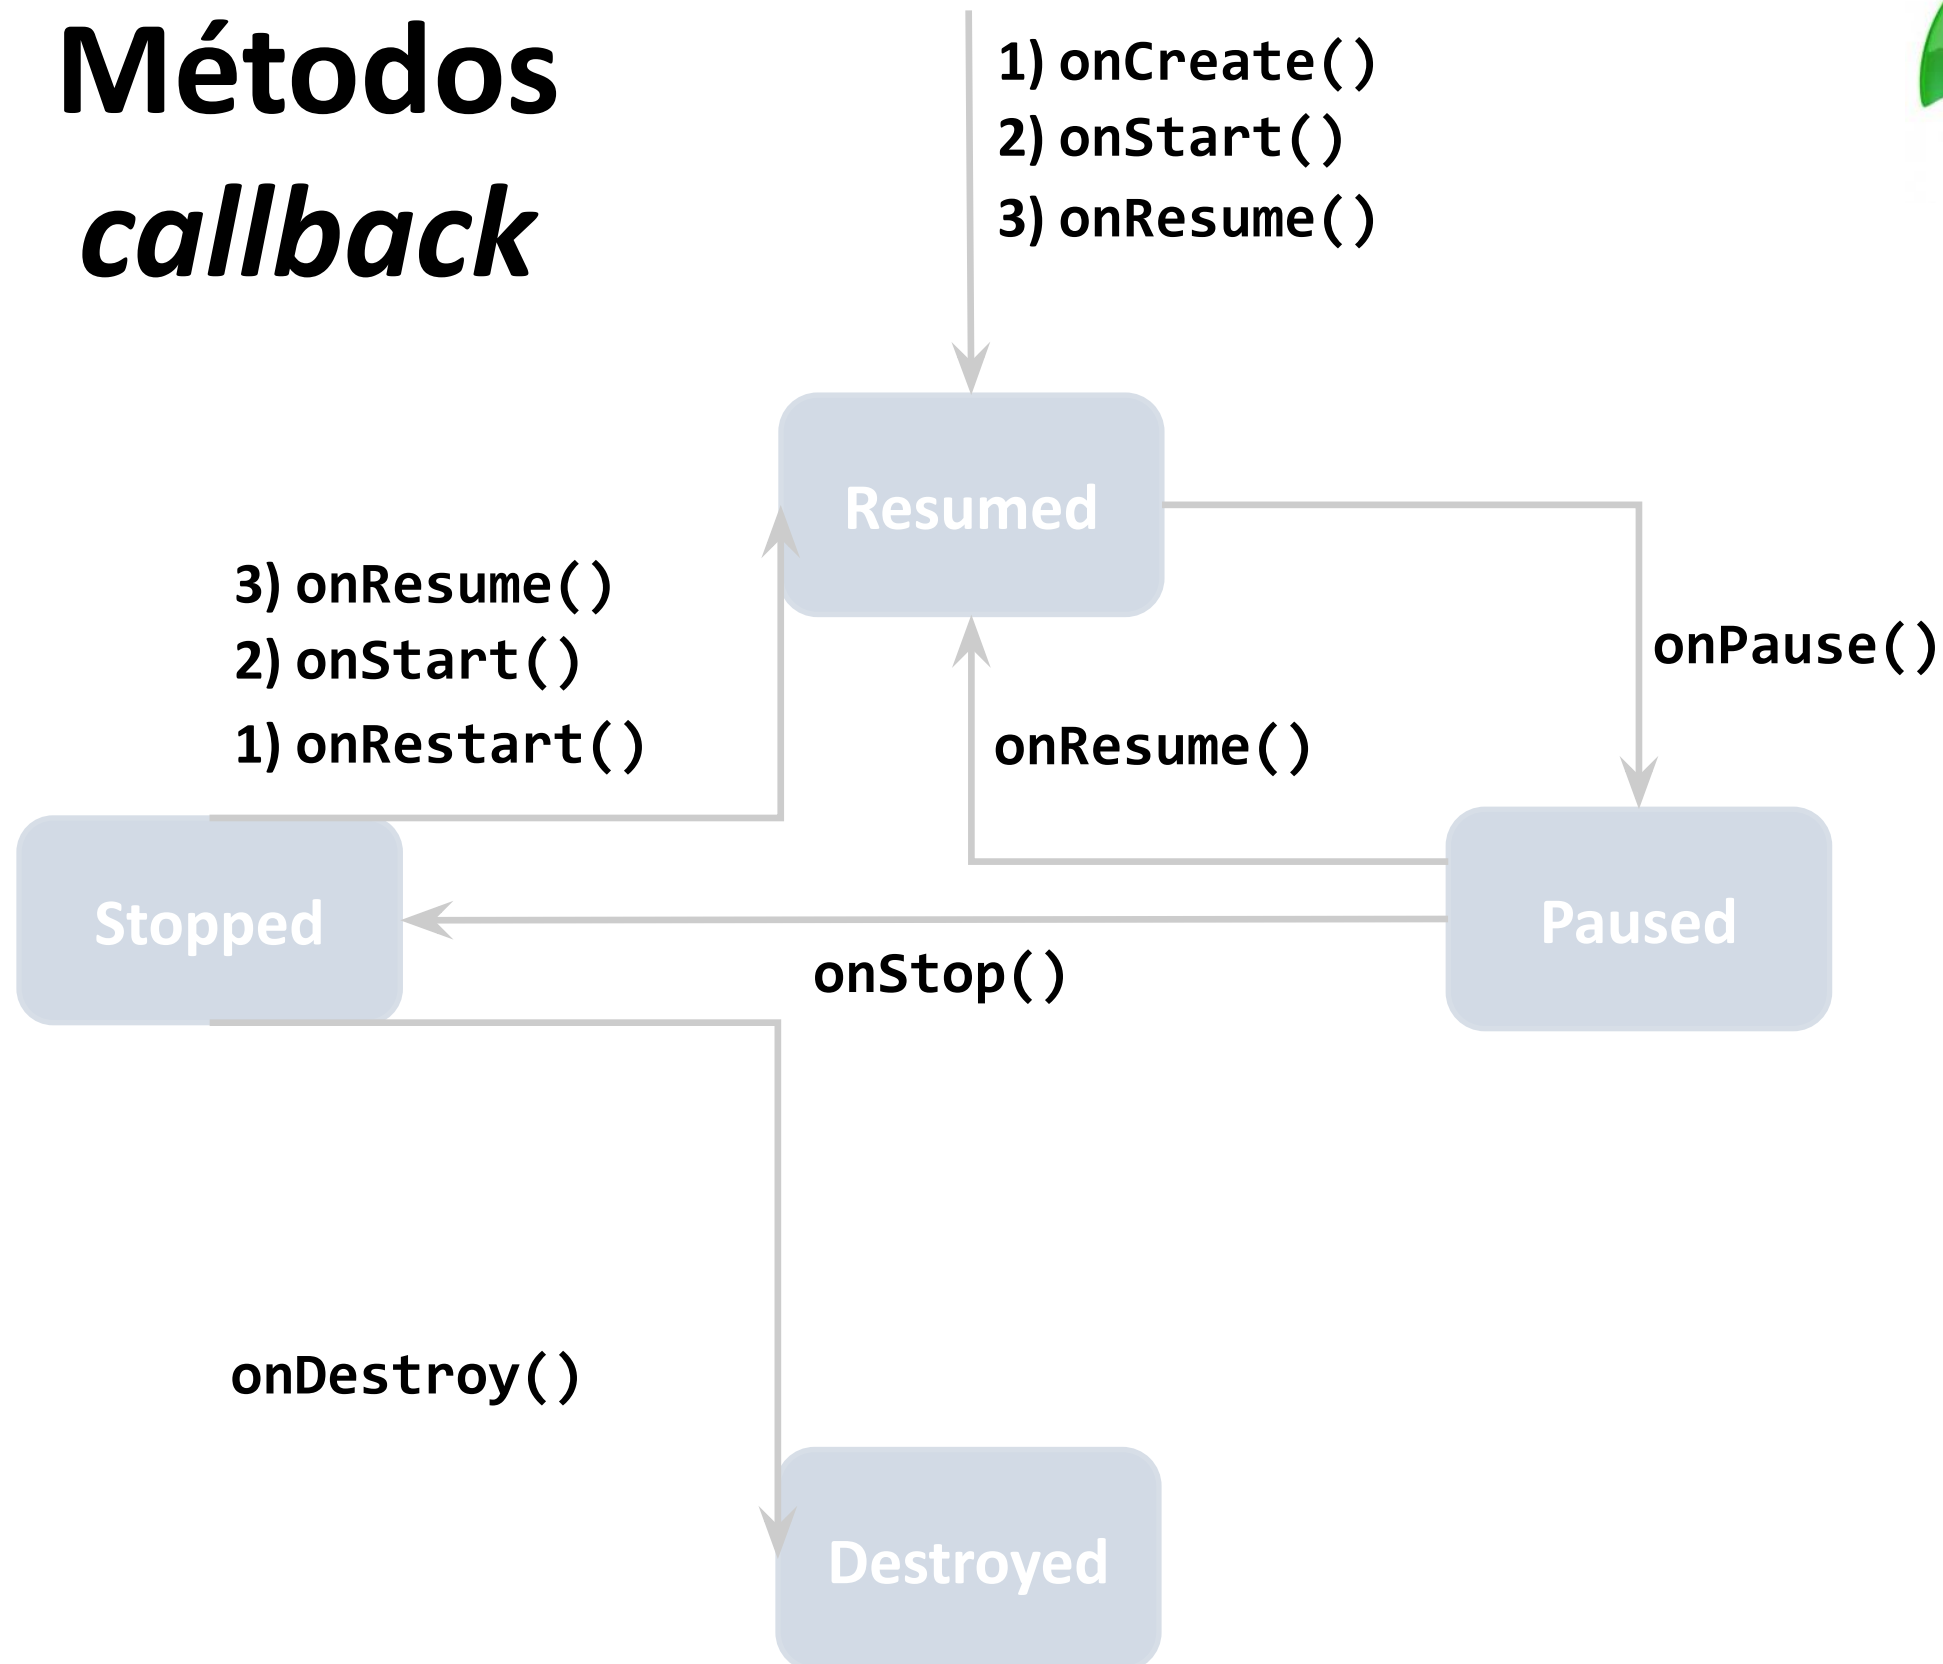 Métodos
callback
1) onCreate()
2) onStart()
3) onResume()
Resumed
3) onResume()
2) onStart()
1) onRestart()
onPause()
onResume()
Stopped
Paused
onStop()
onDestroy()
Destroyed